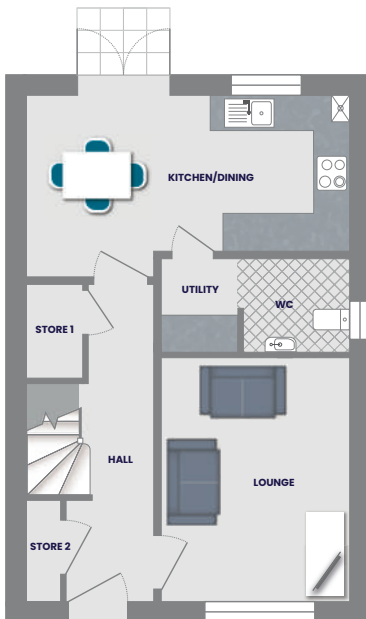 KITCHEN/DINING
UTILITY
WC
STORE 1
HALL
LOUNGE
STORE 2